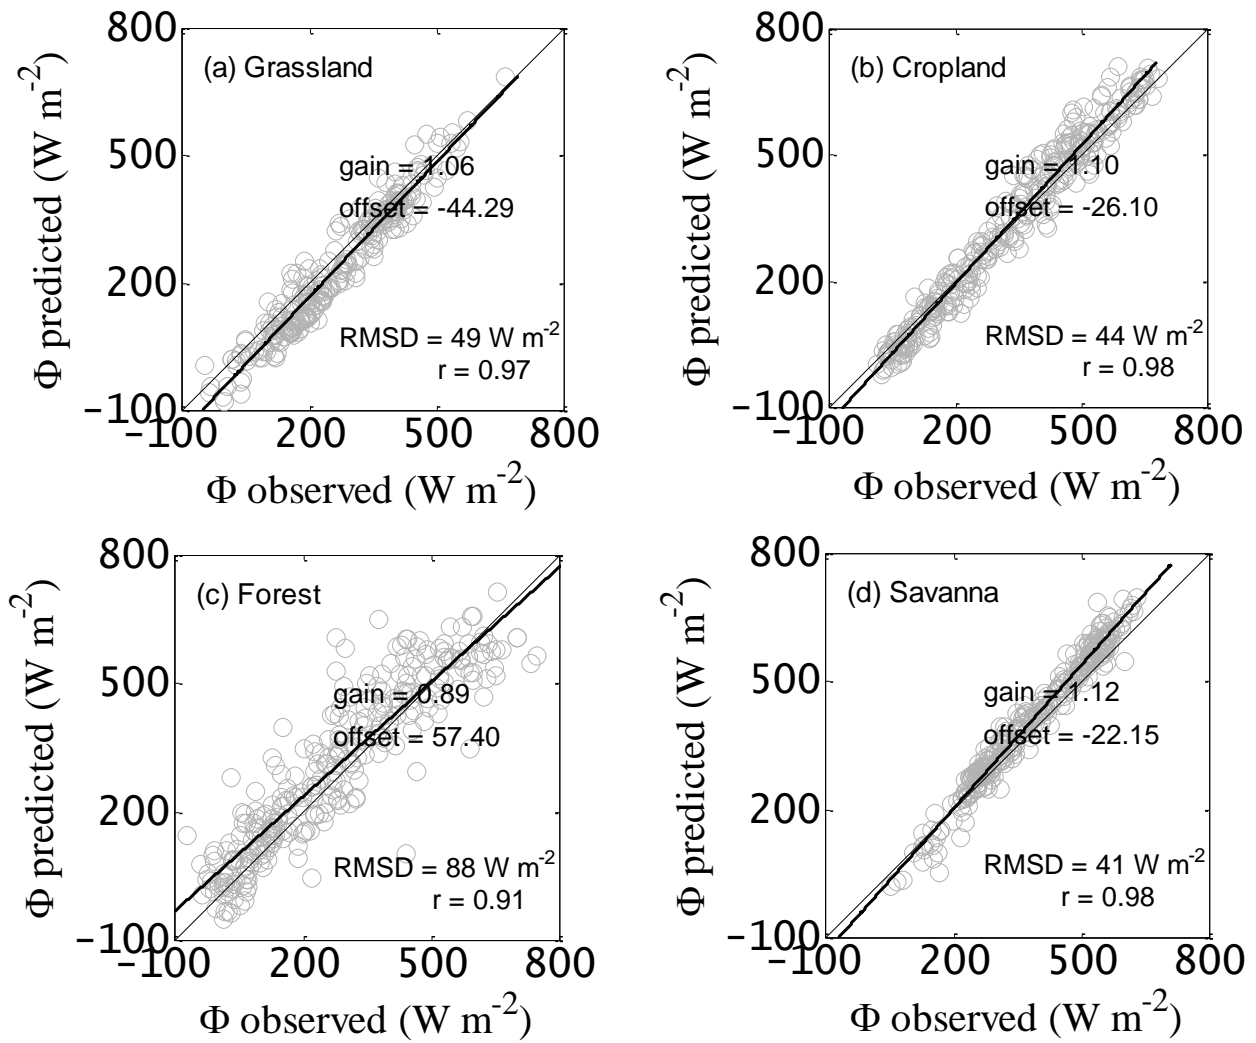 800
(a) Grassland
500
gain = 1.06
offset = -44.29
200
RMSD = 49 W m-2
r = 0.97
-100
-100 200 500 800
Φ predicted (W m-2)
Φ observed (W m-2)
800
(b) Cropland
500
gain = 1.10
offset = -26.10
200
RMSD = 44 W m-2
r = 0.98
-100
-100 200 500 800
Φ predicted (W m-2)
Φ observed (W m-2)
800
(c) Forest
500
gain = 0.89
offset = 57.40
200
RMSD = 88 W m-2
r = 0.91
-100
-100 200 500 800
Φ predicted (W m-2)
Φ observed (W m-2)
800
(d) Savanna
500
gain = 1.12
offset = -22.15
200
RMSD = 41 W m-2
r = 0.98
-100
-100 200 500 800
Φ predicted (W m-2)
Φ observed (W m-2)